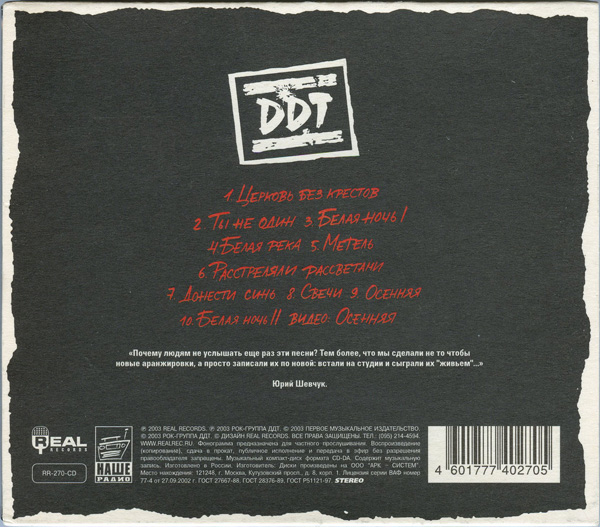 DDT
1. Церковь без крестов
2. Ты не один 3. Белая ночь I
4. Белая река 5. Метель
6. Расстреляли рассветами
7. Донести синь 8. Свечи 9. Осенняя
10. Белая ночь II видео: Осенняя
«Почему людям не услышать еще раз эти песни? Тем более, что мы сделали не то чтобы
новые аранжировки, а просто записали их по новой: встали на студии и сыграли их "живьем"...»
Юрий Шевчук.
REAL
RECORDS
RR-270-CD
НАШЕ
РАДИО
℗ 2003 REAL RECORDS. ℗ 2003 РОК-ГРУППА ДДТ. © 2003 ПЕРВОЕ МУЗЫКАЛЬНОЕ ИЗДАТЕЛЬСТВО.
© 2003 РОК-ГРУППА ДДТ. © ДИЗАЙН REAL RECORDS. ВСЕ ПРАВА ЗАЩИЩЕНЫ. ТЕЛ.: (095) 214-4594.
WWW.REALREC.RU. Фонограмма предназначена для частного прослушивания. Воспроизведение
(копирование), сдача в прокат, публичное исполнение и передача в эфир без разрешения
правообладателя запрещены. Музыкальный компакт-диск формата CD-DA. Содержит музыкальную
запись. Изготовлено в России. Изготовитель: Диски произведены на ООО "АРК – СИСТЕМ".
Место нахождения: 121248, г. Москва, Кутузовский просп., д. 8, корп. 1. Лицензия серии ВАФ номер
77-4 от 27.09.2002 г. ГОСТ 27667-88. ГОСТ 28376-89. ГОСТ Р51121-97. STEREO
4 601777 402705